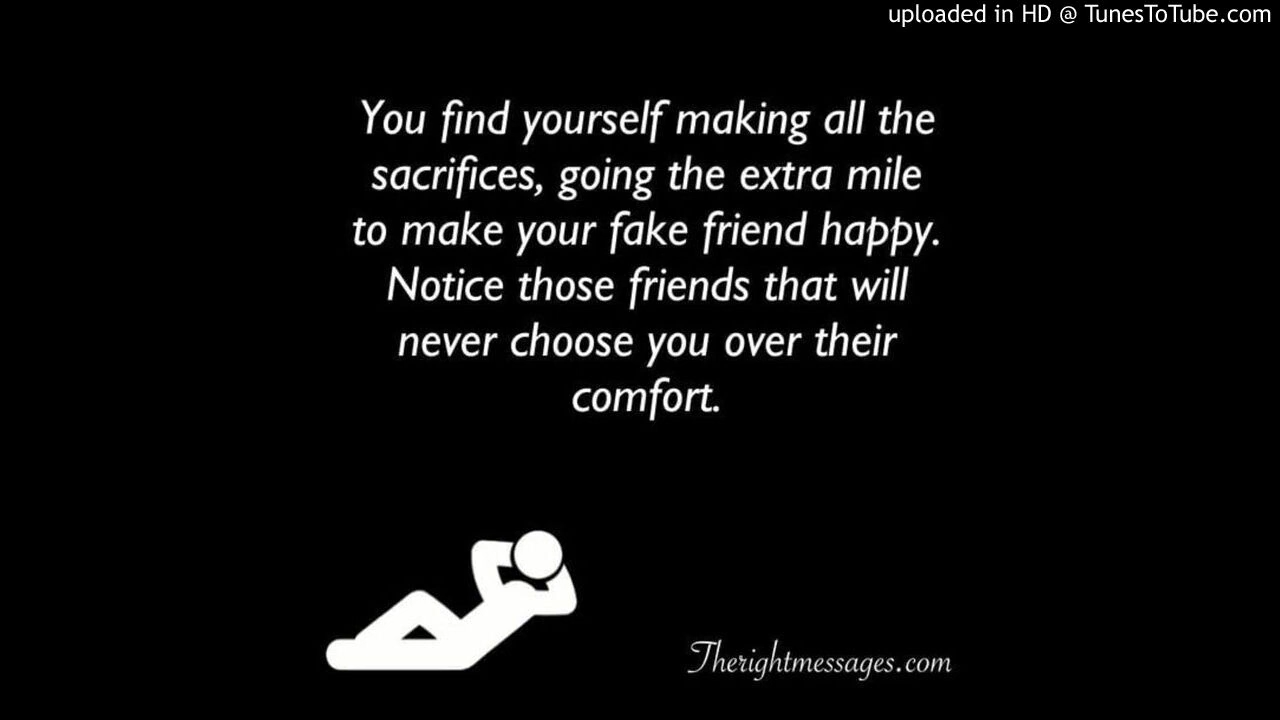 uploaded in HD @ TunesToTube.com
You find yourself making all the
sacrifices, going the extra mile
to make your fake friend happy.
Notice those friends that will
never choose you over their
comfort.
Therightmessages.com